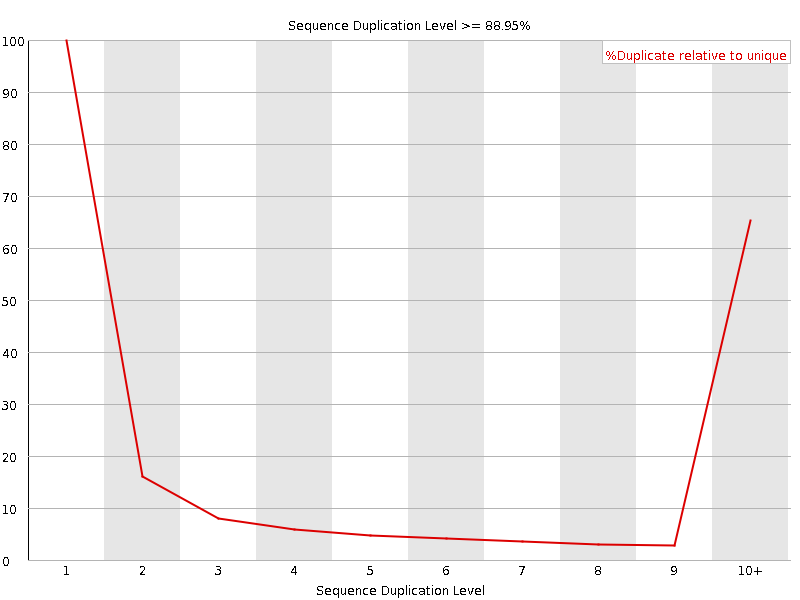 Sequence Duplication Level >= 88.95%
%Duplicate relative to unique
100
90
80
70
60
50
40
30
20
10
0
1 2 3 4 5 6 7 8 9 10+
Sequence Duplication Level